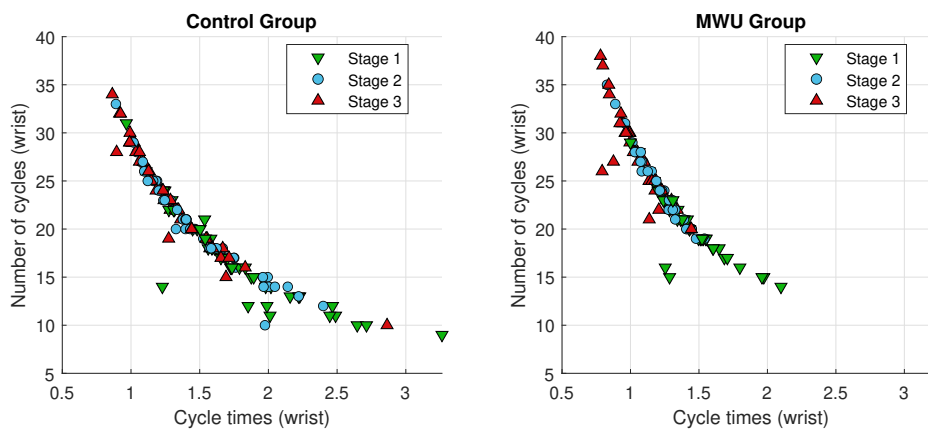 Control Group
40
35
30
25
20
15
10
5
Number of cycles (wrist)
Stage 1
Stage 2
Stage 3
0.5 1 1.5 2 2.5 3
Cycle times (wrist)
MWU Group
40
35
30
25
20
15
10
5
Number of cycles (wrist)
Stage 1
Stage 2
Stage 3
0.5 1 1.5 2 2.5 3
Cycle times (wrist)